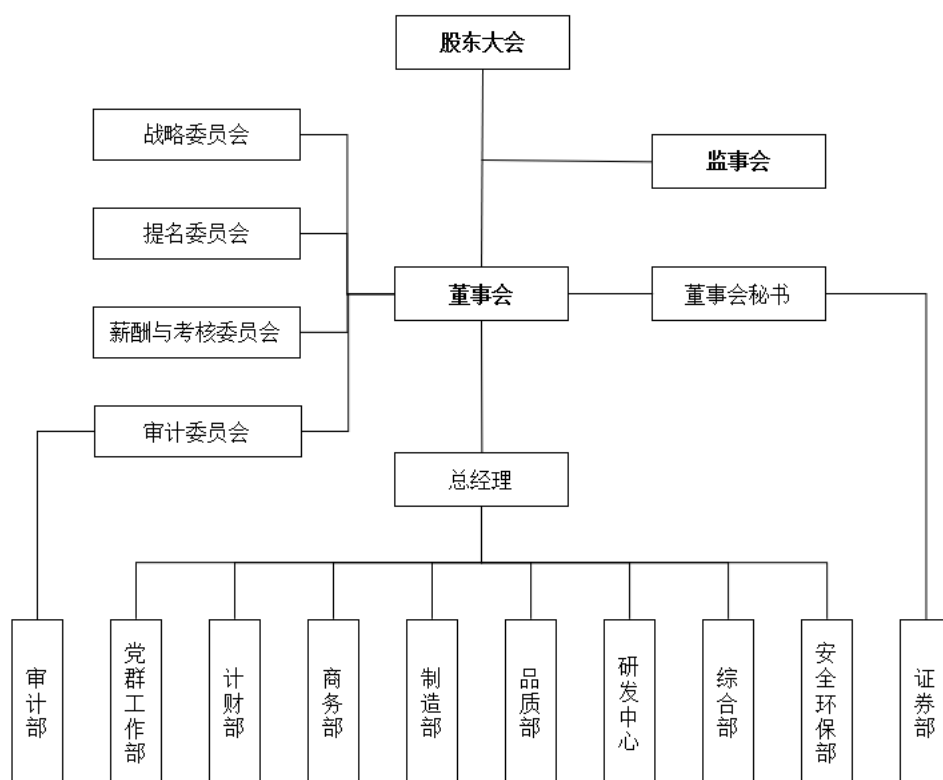 股东大会
战略委员会
监事会
提名委员会
董事会
董事会秘书
薪酬与考核委员会
审计委员会
总经理
审计部
党群工作部
计财部
商务部
制造部
品质部
研发中心
综合部
安全环保部
证券部